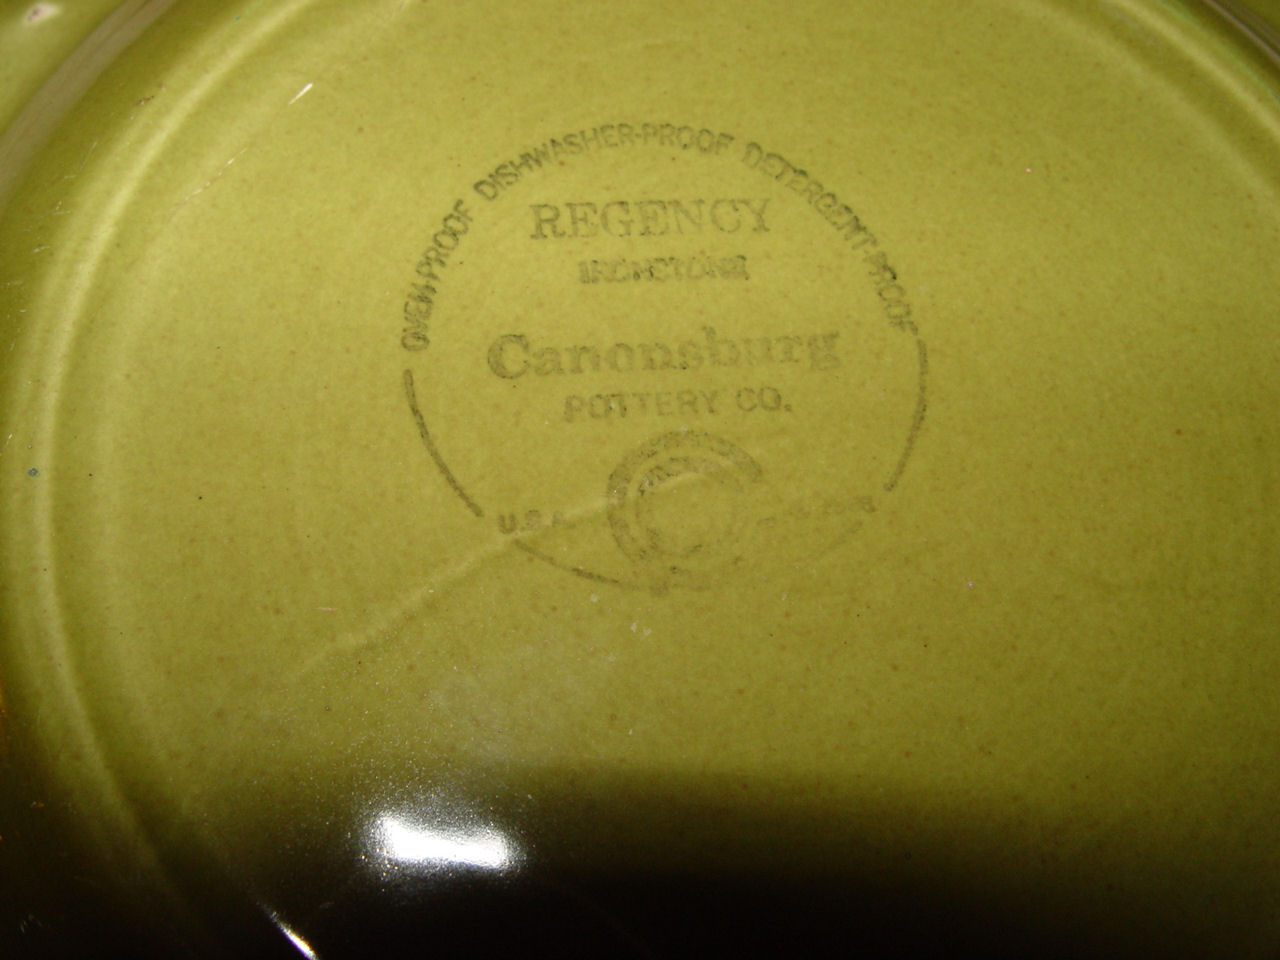 OVEN-PROOF DISHWASHER-PROOF DETERGENT-PROOF
REGENCY
IRONSTONE
Canonsburg
POTTERY CO.
U.S.A.